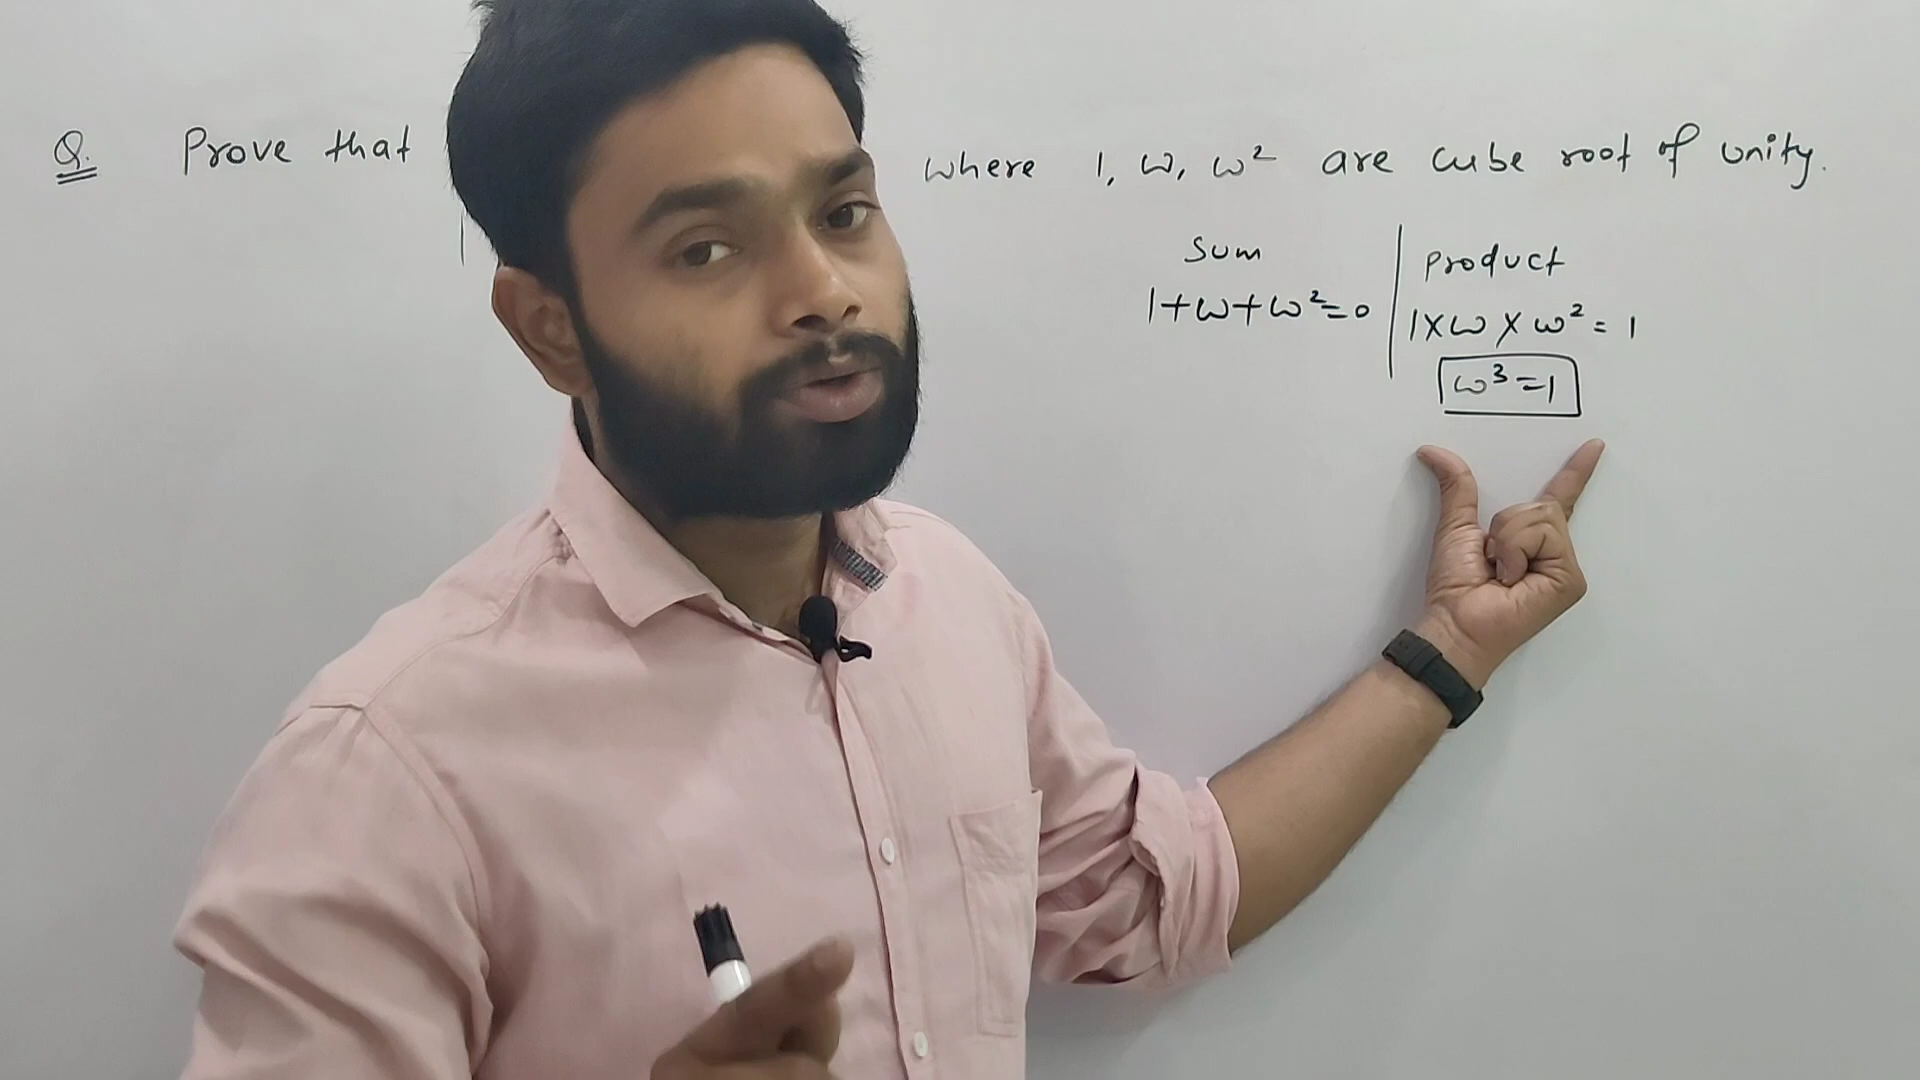 Q. Prove that where 1, ω, ω² are cube root of unity.
Sum
1+ω+ω²=0
product
1×ω×ω²=1
ω³=1